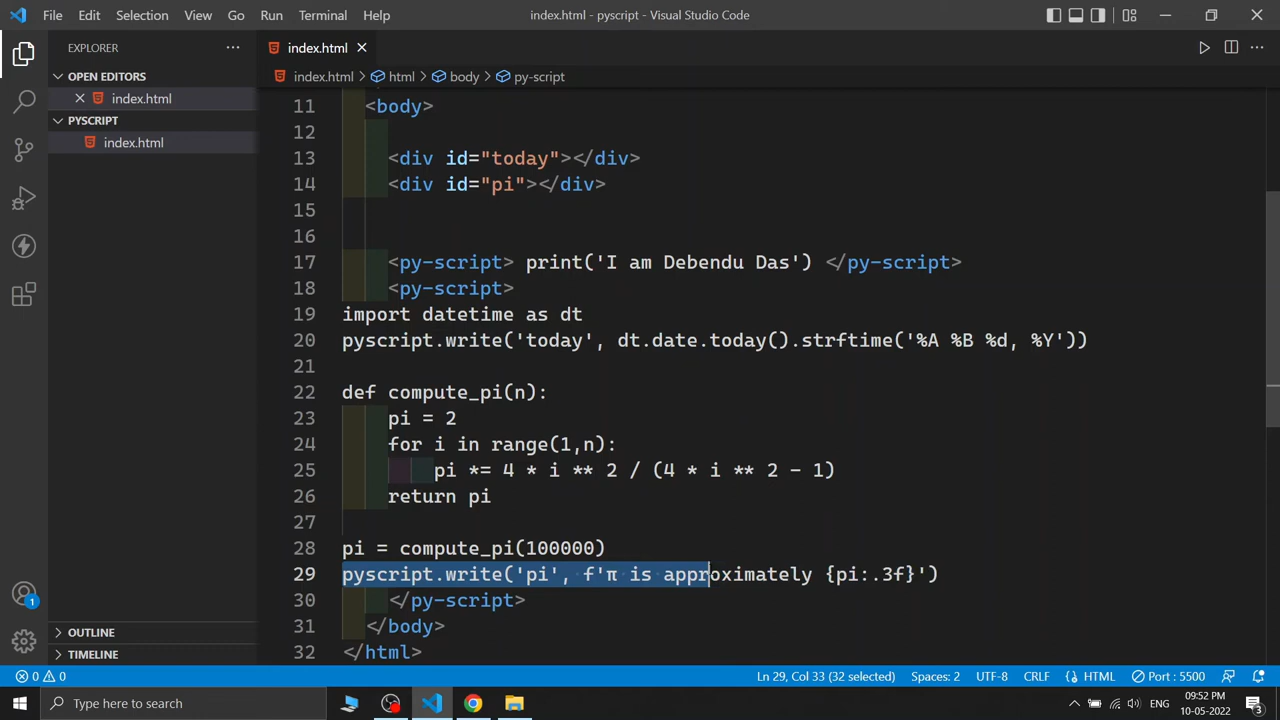 File Edit Selection View Go Run Terminal Help index.html - pyscript - Visual Studio Code
EXPLORER
OPEN EDITORS
index.html
PYSCRIPT
index.html
OUTLINE
TIMELINE
index.html
index.html html body py-script
11 <body>
12
13 <div id="today"></div>
14 <div id="pi"></div>
15
16
17 <py-script> print('I am Debendu Das') </py-script>
18 <py-script>
19 import datetime as dt
20 pyscript.write('today', dt.date.today().strftime('%A %B %d, %Y'))
21
22 def compute_pi(n):
23 pi = 2
24 for i in range(1,n):
25 pi *= 4 * i ** 2 / (4 * i ** 2 - 1)
26 return pi
27
28 pi = compute_pi(100000)
29 pyscript.write('pi', f'π is approximately {pi:.3f}')
30 </py-script>
31 </body>
32 </html>
1
0 0 Ln 29, Col 33 (32 selected) Spaces: 2 UTF-8 CRLF HTML Port : 5500
Type here to search
ENG
09:52 PM
10-05-2022
3